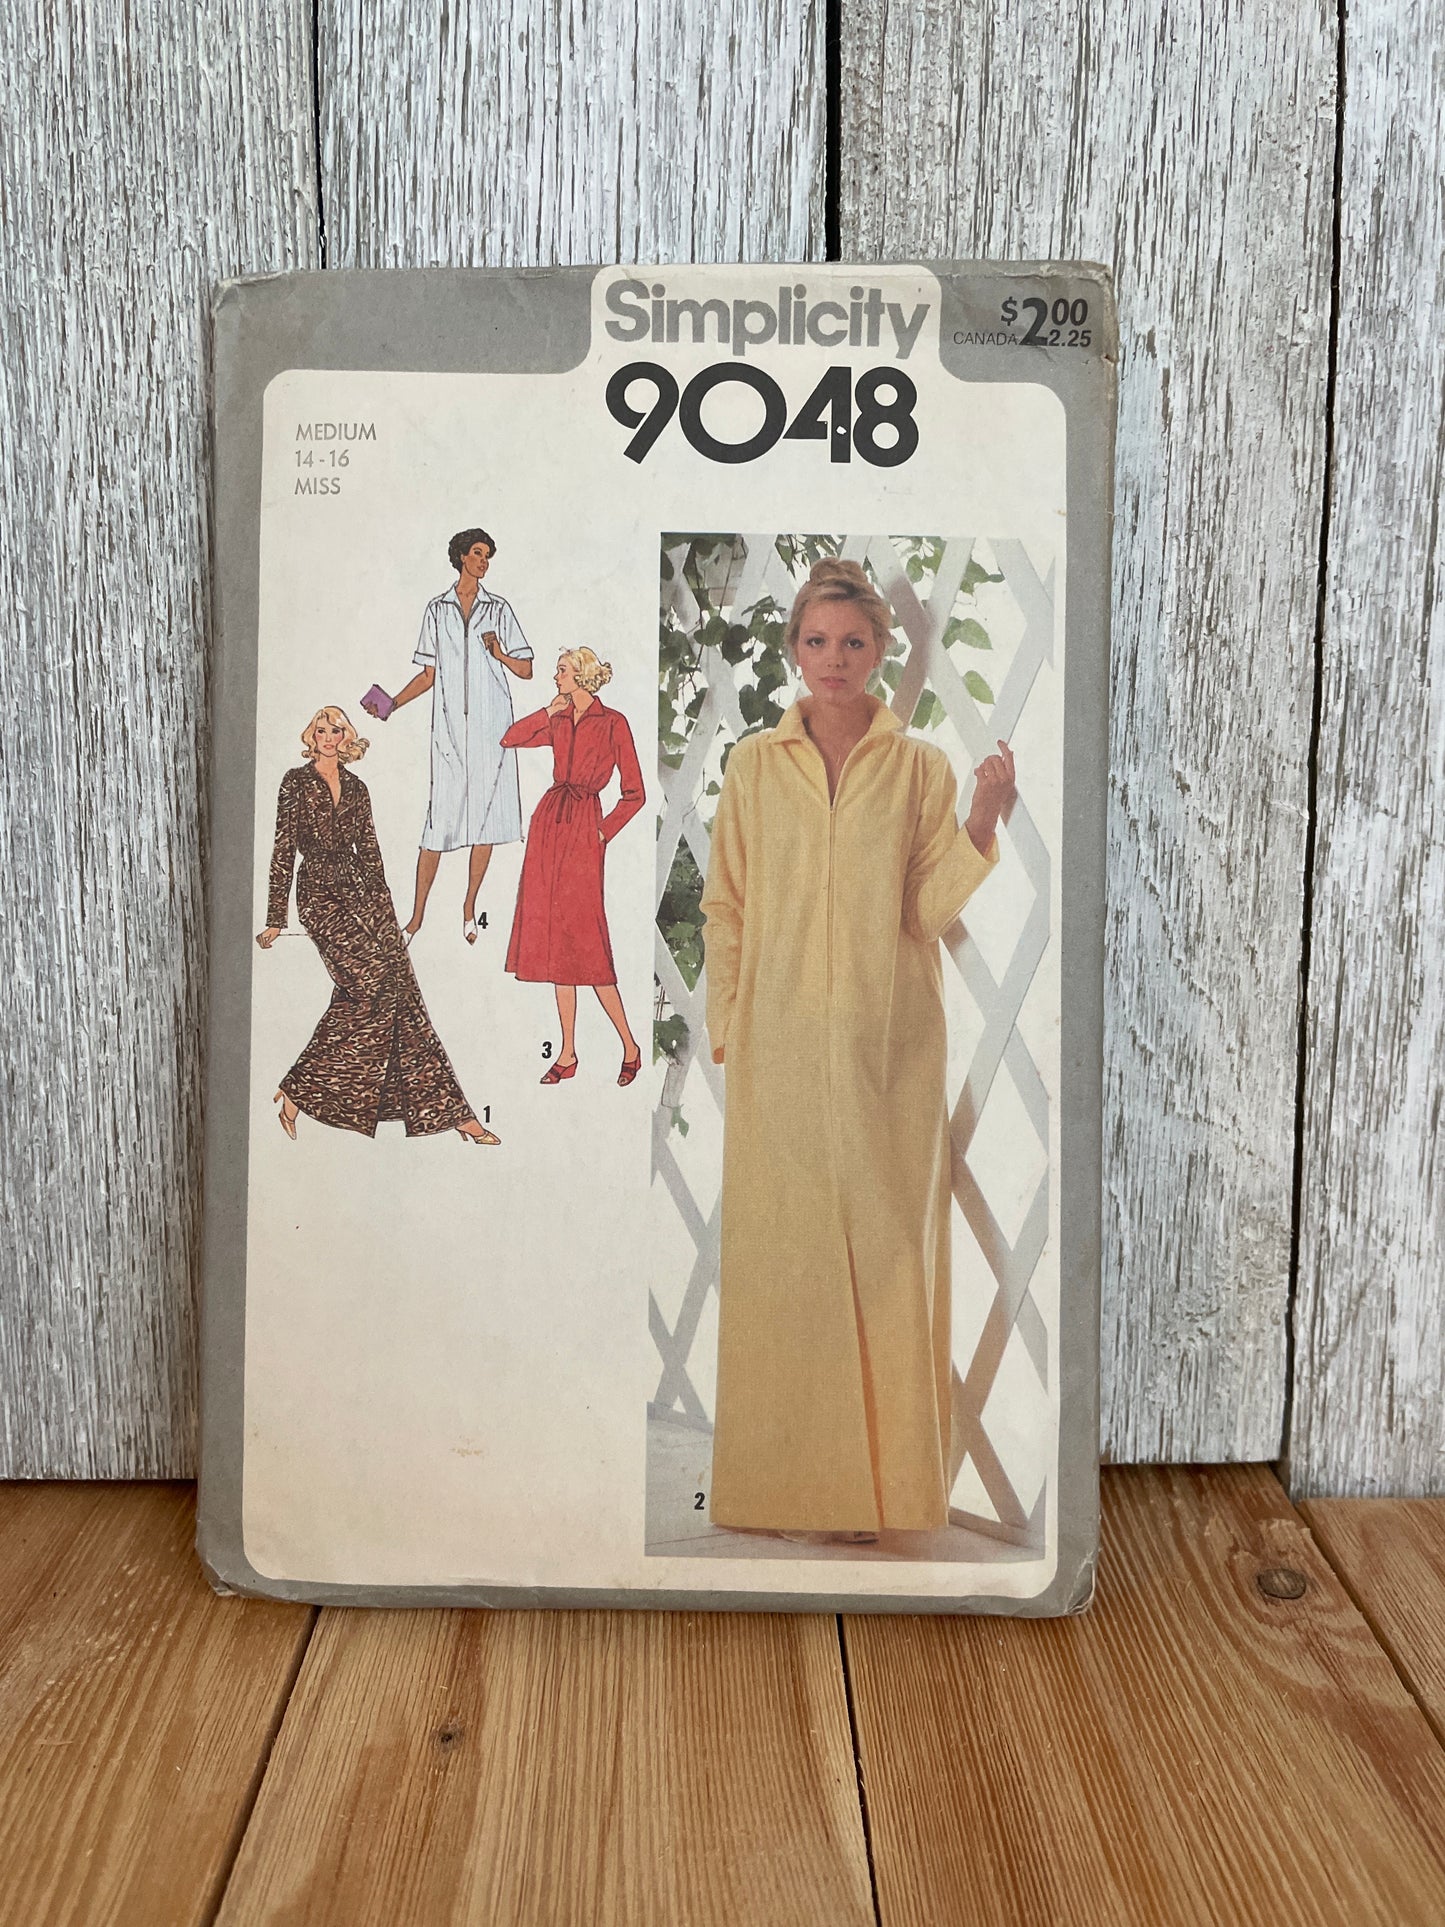 Simplicity
9048
$2.00
CANADA 2.25
MEDIUM
14-16
MISS
4
3
1
2